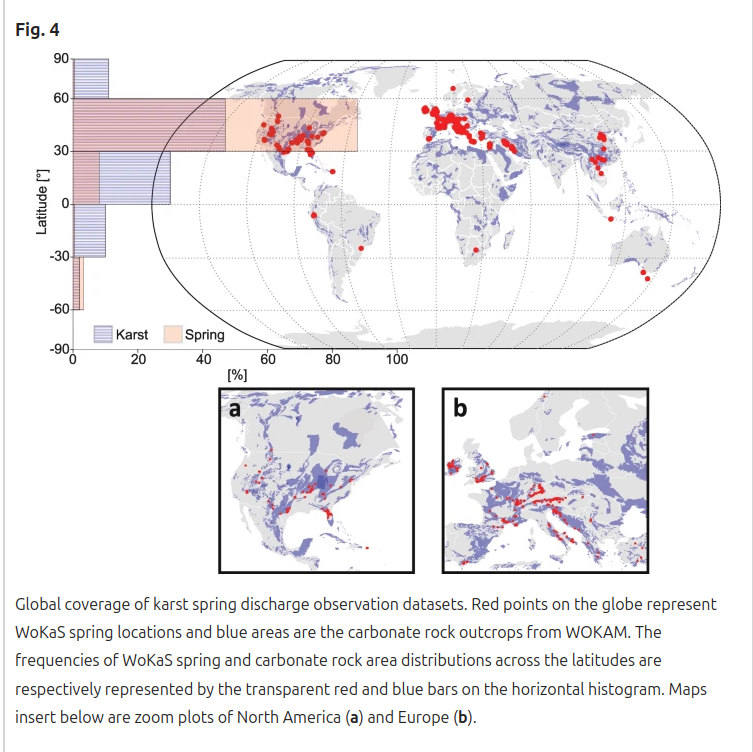 Fig. 4
90
60
30
0
-30
-60
-90
Latitude [°]
Karst
Spring
0
20
40
60
80
100
[%]
a
b
Global coverage of karst spring discharge observation datasets. Red points on the globe represent
WoKaS spring locations and blue areas are the carbonate rock outcrops from WOKAM. The
frequencies of WoKaS spring and carbonate rock area distributions across the latitudes are
respectively represented by the transparent red and blue bars on the horizontal histogram. Maps
insert below are zoom plots of North America (a) and Europe (b).